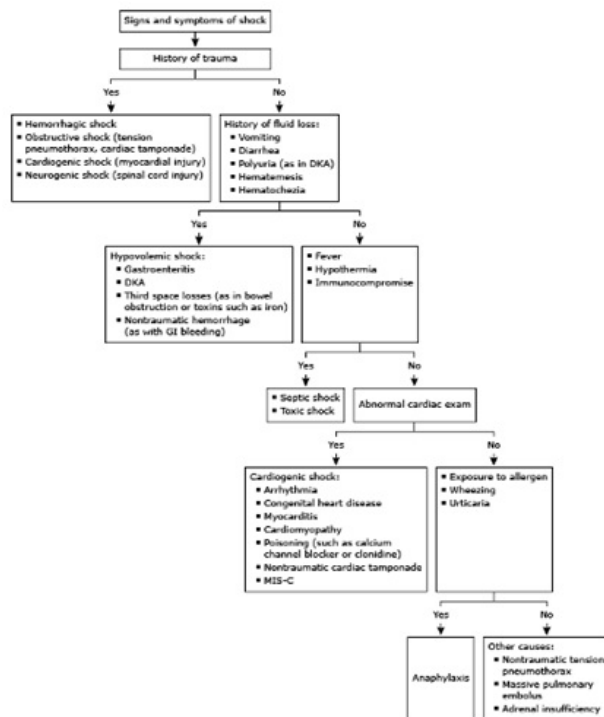 Signs and symptoms of shock
History of trauma
Yes
No
▪ Hemorrhagic shock
▪ Obstructive shock (tension
pneumothorax, cardiac tamponade)
▪ Cardiogenic shock (myocardial injury)
▪ Neurogenic shock (spinal cord injury)
History of fluid loss:
▪ Vomiting
▪ Diarrhea
▪ Polyuria (as in DKA)
▪ Hematemesis
▪ Hematochezia
Yes
No
Hypovolemic shock:
▪ Gastroenteritis
▪ DKA
▪ Third space losses (as in bowel
obstruction or toxins such as iron)
▪ Nontraumatic hemorrhage
(as with GI bleeding)
▪ Fever
▪ Hypothermia
▪ Immunocompromise
Yes
No
▪ Septic shock
▪ Toxic shock
Abnormal cardiac exam
Yes
No
Cardiogenic shock:
▪ Arrhythmia
▪ Congenital heart disease
▪ Myocarditis
▪ Cardiomyopathy
▪ Poisoning (such as calcium
channel blocker or clonidine)
▪ Nontraumatic cardiac tamponade
▪ MIS-C
▪ Exposure to allergen
▪ Wheezing
▪ Urticaria
Yes
No
Anaphylaxis
Other causes:
▪ Nontraumatic tension
pneumothorax
▪ Massive pulmonary
embolus
▪ Adrenal insufficiency